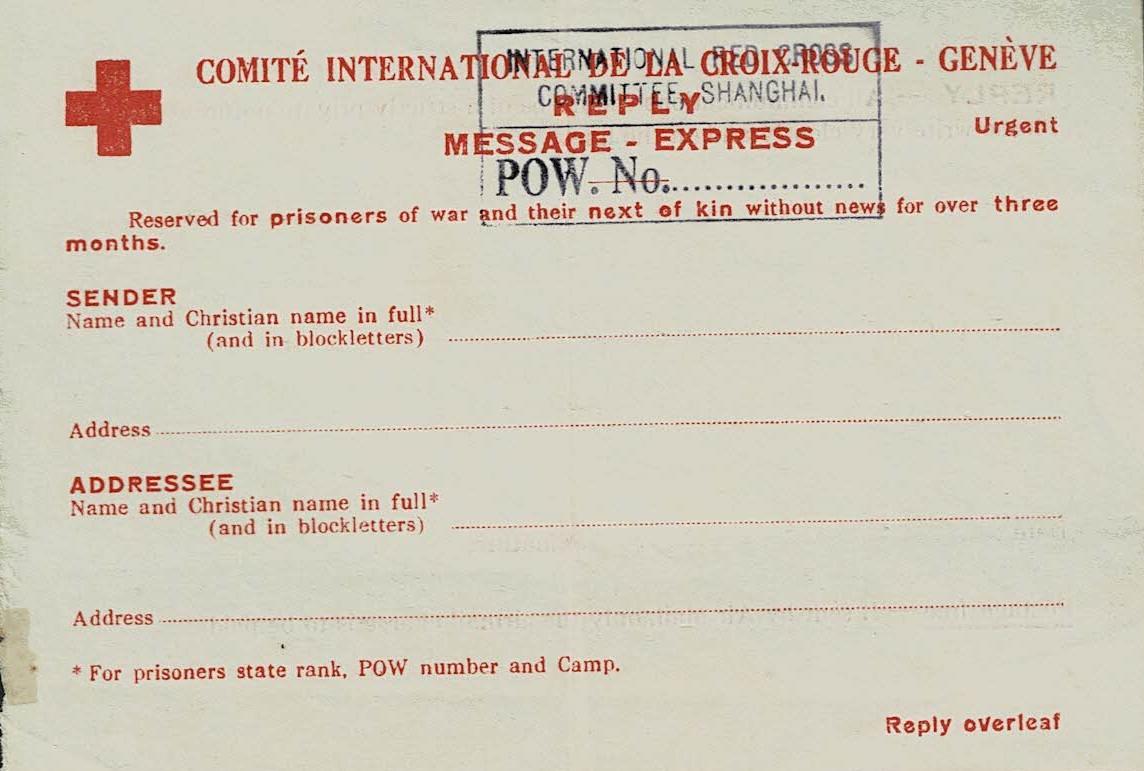 COMITÉ INTERNATIONAL DE LA CROIX-ROUGE - GENÈVE
INTERNATIONAL RED CROSS
COMMITTEE, SHANGHAI.
REPLY
Urgent
MESSAGE - EXPRESS
POW. No...................
Reserved for prisoners of war and their next of kin without news for over three
months.
SENDER
Name and Christian name in full*
(and in blockletters)
Address
ADDRESSEE
Name and Christian name in full*
(and in blockletters)
Address
* For prisoners state rank, POW number and Camp.
Reply overleaf